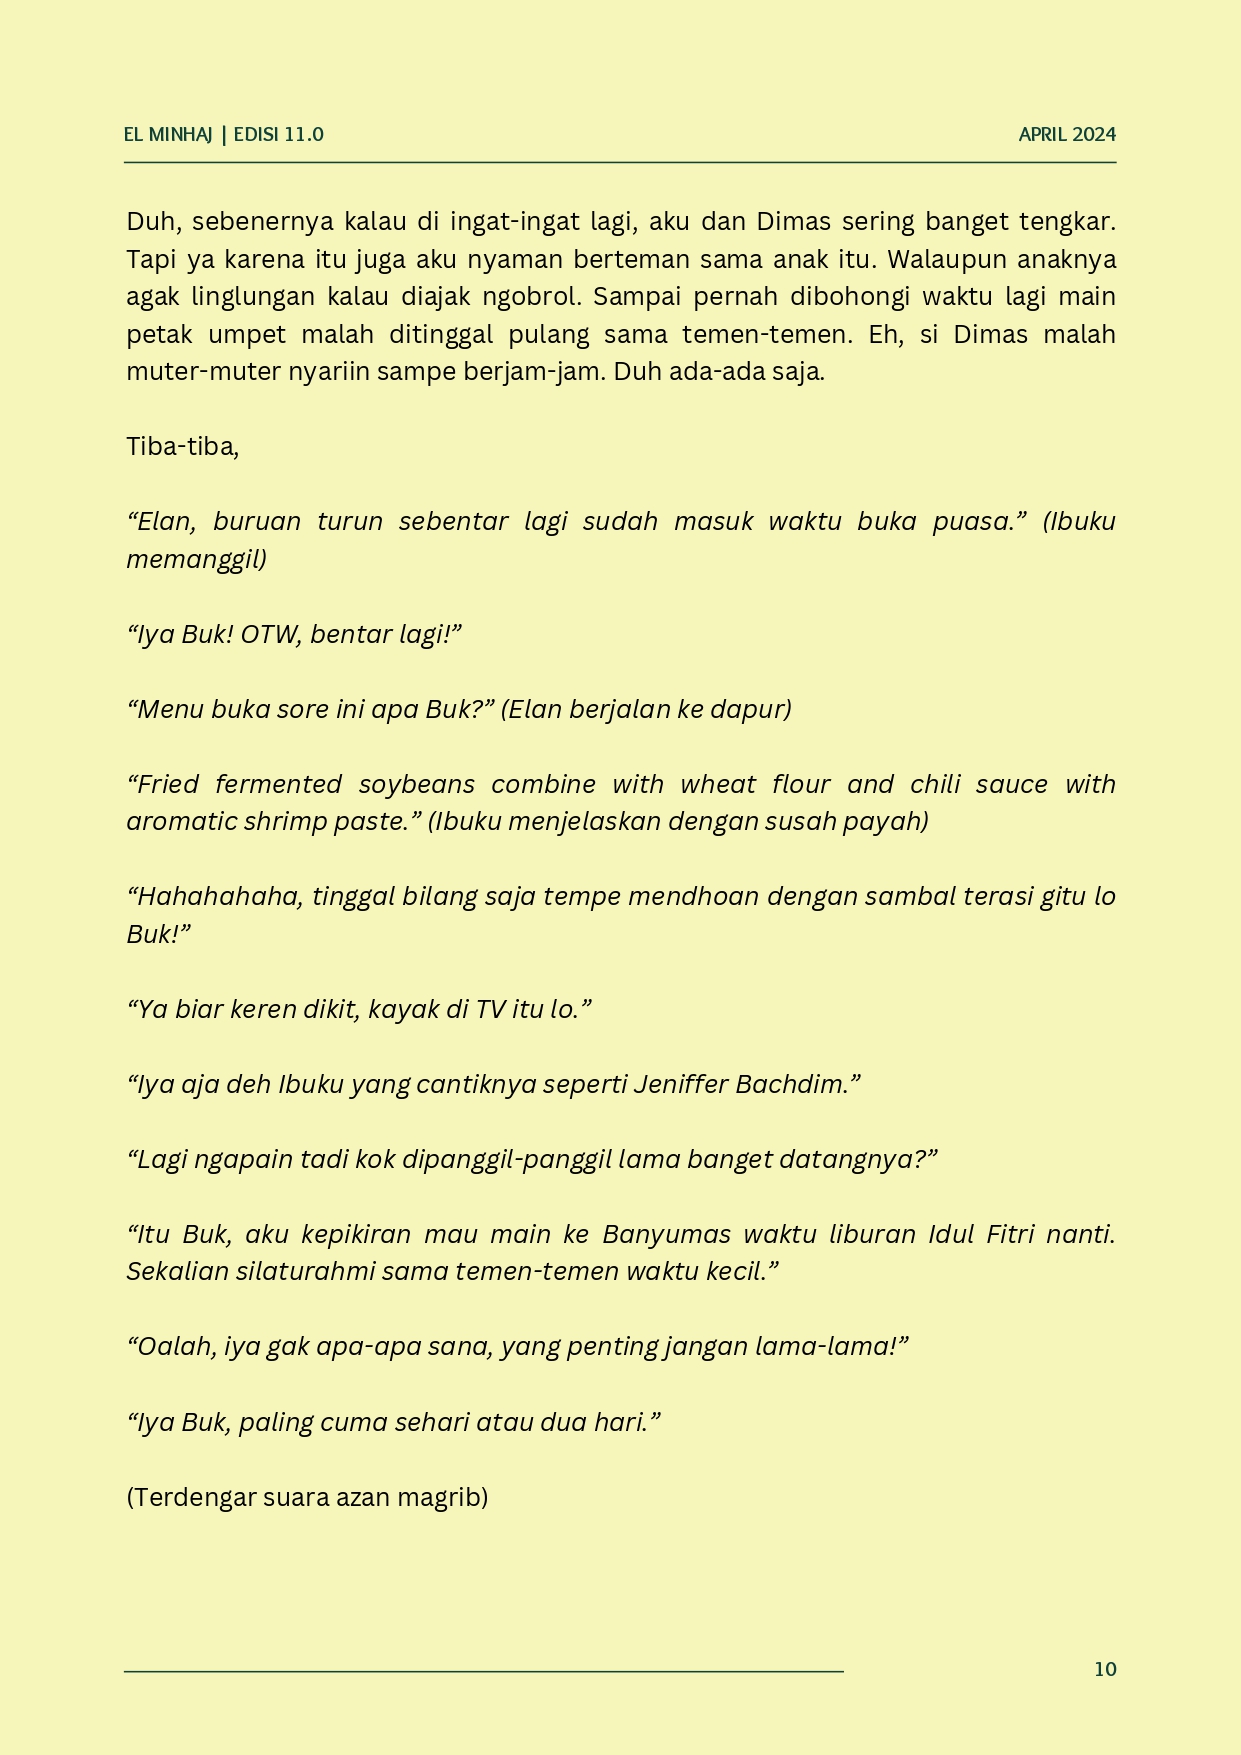 EL MINHAJ | EDISI 11.0
APRIL 2024
Duh, sebenernya kalau di ingat-ingat lagi, aku dan Dimas sering banget tengkar.
Tapi ya karena itu juga aku nyaman berteman sama anak itu. Walaupun anaknya
agak linglungan kalau diajak ngobrol. Sampai pernah dibohongi waktu lagi main
petak umpet malah ditinggal pulang sama temen-temen. Eh, si Dimas malah
muter-muter nyariin sampe berjam-jam. Duh ada-ada saja.
Tiba-tiba,
“Elan, buruan turun sebentar lagi sudah masuk waktu buka puasa.” (Ibuku
memanggil)
“Iya Buk! OTW, bentar lagi!”
“Menu buka sore ini apa Buk?” (Elan berjalan ke dapur)
“Fried fermented soybeans combine with wheat flour and chili sauce with
aromatic shrimp paste.” (Ibuku menjelaskan dengan susah payah)
“Hahahahaha, tinggal bilang saja tempe mendhoan dengan sambal terasi gitu lo
Buk!”
“Ya biar keren dikit, kayak di TV itu lo.”
“Iya aja deh Ibuku yang cantiknya seperti Jeniffer Bachdim.”
“Lagi ngapain tadi kok dipanggil-panggil lama banget datangnya?”
“Itu Buk, aku kepikiran mau main ke Banyumas waktu liburan Idul Fitri nanti.
Sekalian silaturahmi sama temen-temen waktu kecil.”
“Oalah, iya gak apa-apa sana, yang penting jangan lama-lama!”
“Iya Buk, paling cuma sehari atau dua hari.”
(Terdengar suara azan magrib)
10